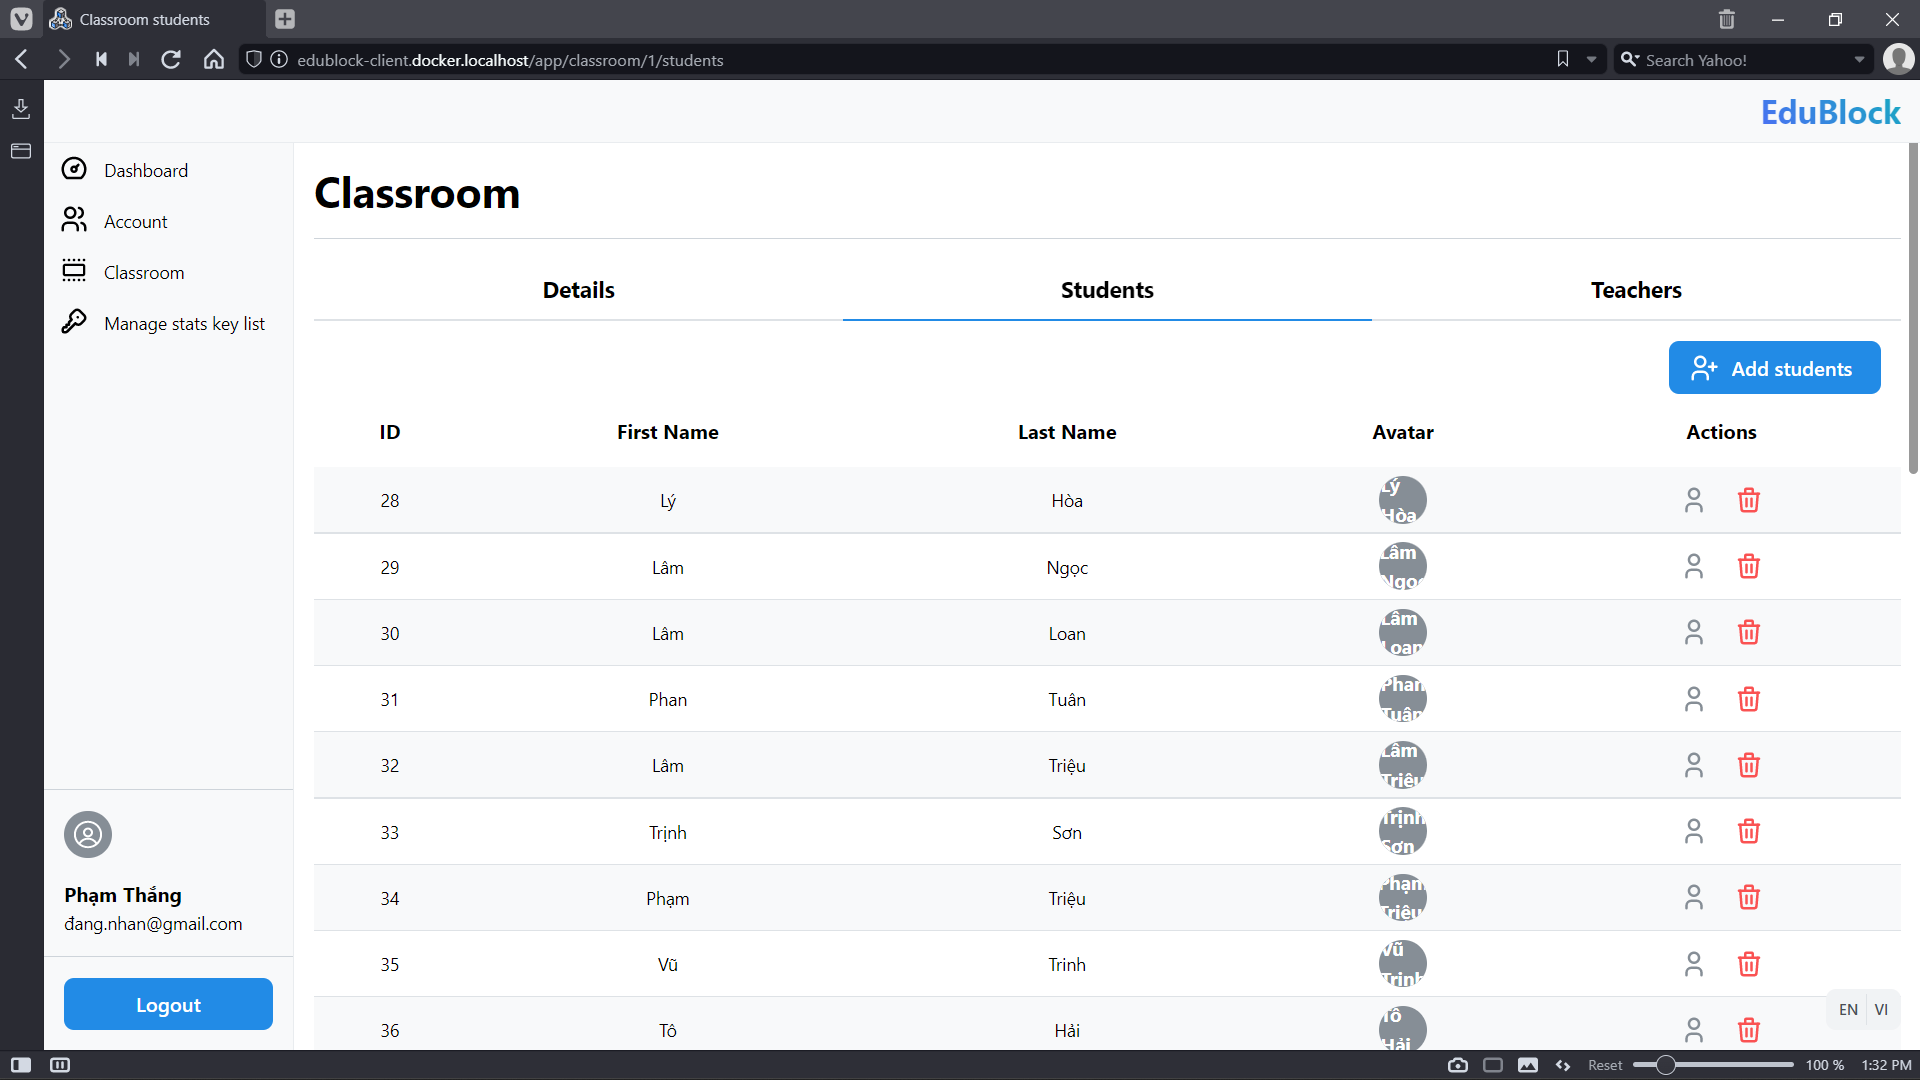 Classroom students
edublock-client.docker.localhost/app/classroom/1/students
Search Yahoo!
EduBlock
Dashboard
Account
Classroom
Manage stats key list
Phạm Thắng
đang.nhan@gmail.com
Logout
Classroom
Details Students Teachers
Add students
ID First Name Last Name Avatar Actions
28 Lý Hòa Lý
Hòa
29 Lâm Ngọc Lâm
Ngọc
30 Lâm Loan Lâm
Loan
31 Phan Tuân Phan
Tuân
32 Lâm Triệu Lâm
Triệu
33 Trịnh Sơn Trịnh
Sơn
34 Phạm Triệu Phạm
Triệu
35 Vũ Trinh Vũ
Trinh
36 Tô Hải Tô
Hải
EN VI
Reset 100 % 1:32 PM